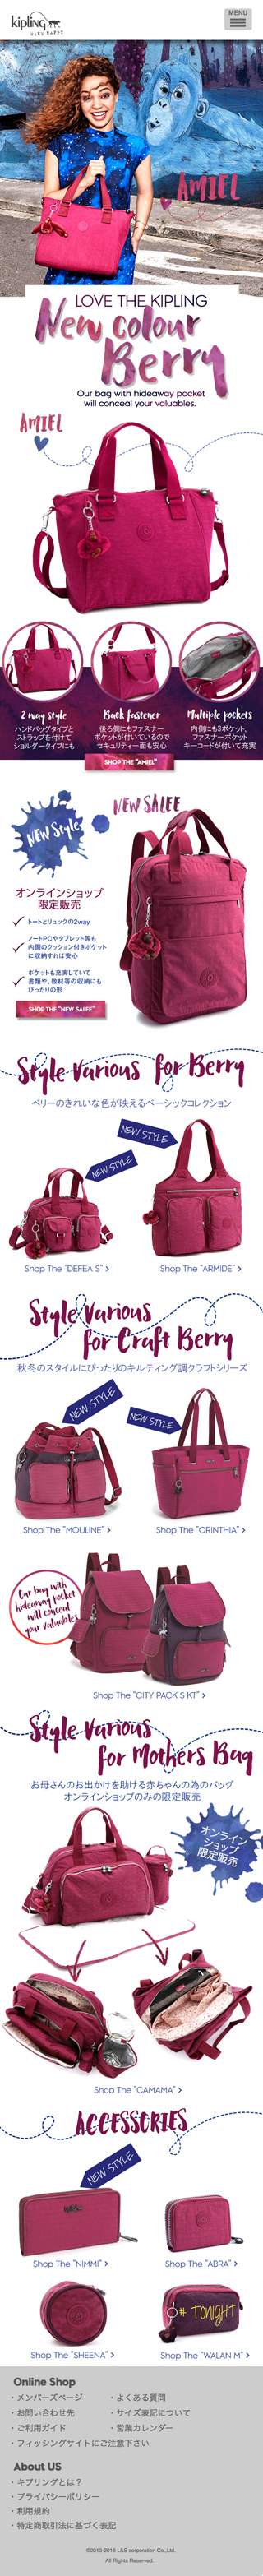 kipling
HAKU HAPPY
MENU
AMIEL
LOVE THE KIPLING
New colour
Berry
Our bag with hideaway pocket
will conceal your valuables.
AMIEL
2 way style
ハンドバッグタイプと
ストラップを付けて
ショルダータイプにも
Back fastener
後ろ側にもファスナー
ポケットが付いているので
セキュリティー面も安心
Multiple pockets
内側にも3ポケット、
ファスナーポケット
キーコードが付いて充実
SHOP THE "AMIEL"
NEW SALEE
NEW Style
オンラインショップ
限定販売
トートとリュックの2way
ノートPCやタブレット等も
内側のクッション付きポケット
に収納すれば安心
ポケットも充実していて
書類や、教材等の収納にも
ぴったりの形
SHOP THE "NEW SALEE"
Style Various for Berry
ベリーのきれいな色が映えるベーシックコレクション
NEW STYLE
NEW STYLE
Shop The "DEFEA S" >
Shop The "ARMIDE" >
Style Various
for Craft Berry
秋冬のスタイルにぴったりのキルティング調クラフトシリーズ
NEW STYLE
NEW STYLE
Shop The "MOULINE" >
Shop The "ORINTHIA" >
Our bag with
hideaway pocket
will conceal
your valuables.
Shop The "CITY PACK S KT" >
Style Various
for Mothers Bag
お母さんのお出かけを助ける赤ちゃんの為のバッグ
オンラインショップのみの限定販売
オンライン
ショップ
限定販売
Shop The "CAMAMA" >
ACCESSORIES
NEW STYLE
Shop The "NIMMI" >
Shop The "ABRA" >
# TONIGHT
Shop The "SHEENA" >
Shop The "WALAN M" >
Online Shop
・メンバーズページ
・よくある質問
・お問い合わせ先
・サイズ表記について
・ご利用ガイド
・営業カレンダー
・フィッシングサイトにご注意下さい
About US
・キプリングとは？
・プライバシーポリシー
・利用規約
・特定商取引法に基づく表記
©2013-2016 L&S corporation Co.,Ltd.
All Rights Reserved.